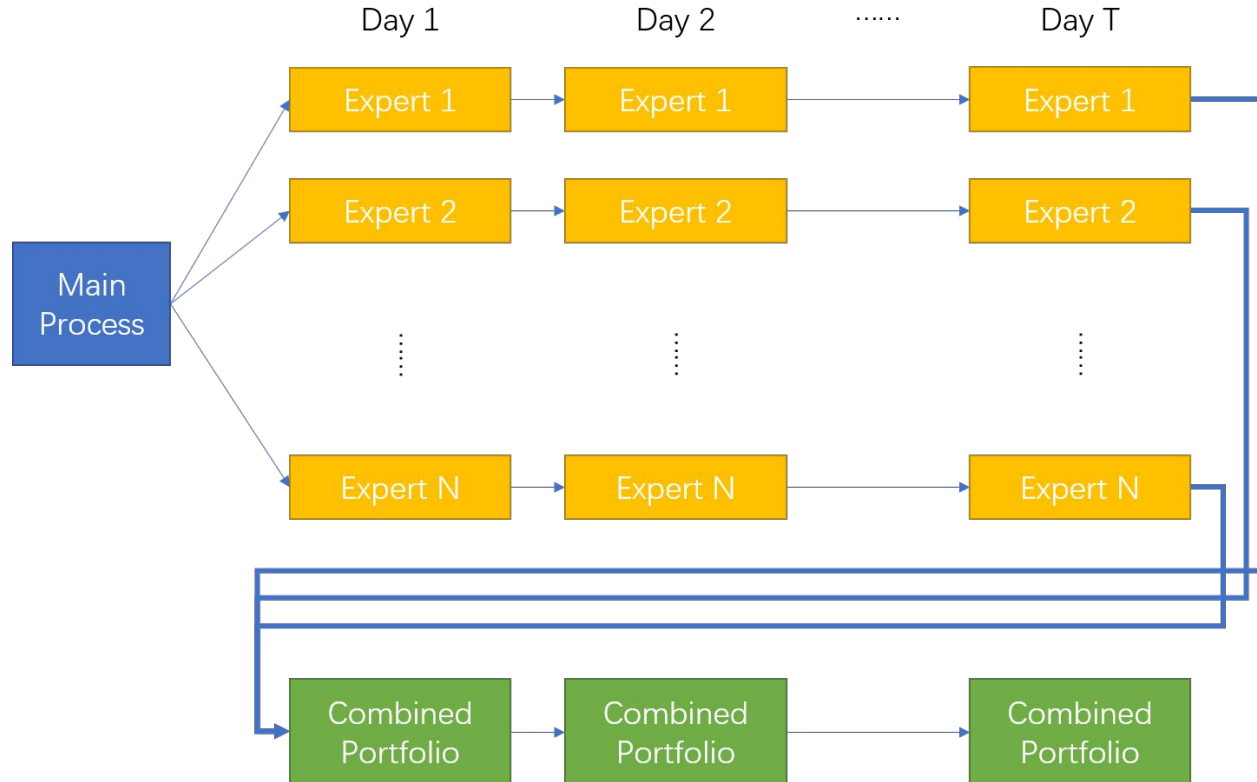 Day 1
Day 2
......
Day T
Expert 1
Expert 1
Expert 1
Expert 2
Expert 2
Expert 2
Main
Process
......
......
......
Expert N
Expert N
Expert N
Combined
Portfolio
Combined
Portfolio
Combined
Portfolio